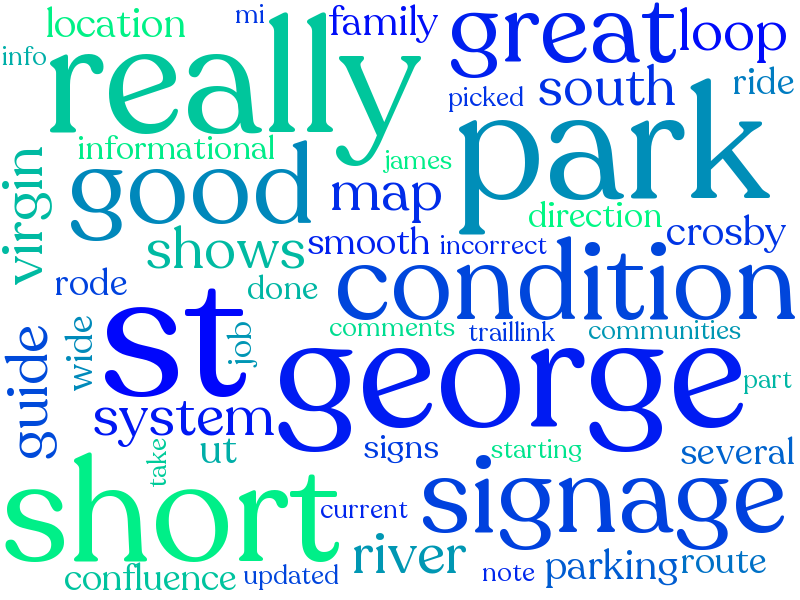 mi
family
great
loop
location
really
info
south
ride
picked
park
informational
james
good
map
virgin
direction
crosby
shows
smooth
incorrect
condition
rode
done
st
george
comments
traillink
communities
wide
job
guide
part
system
ut
signs
starting
several
take
short
signage
current
river
parking
route
confluence
updated
note